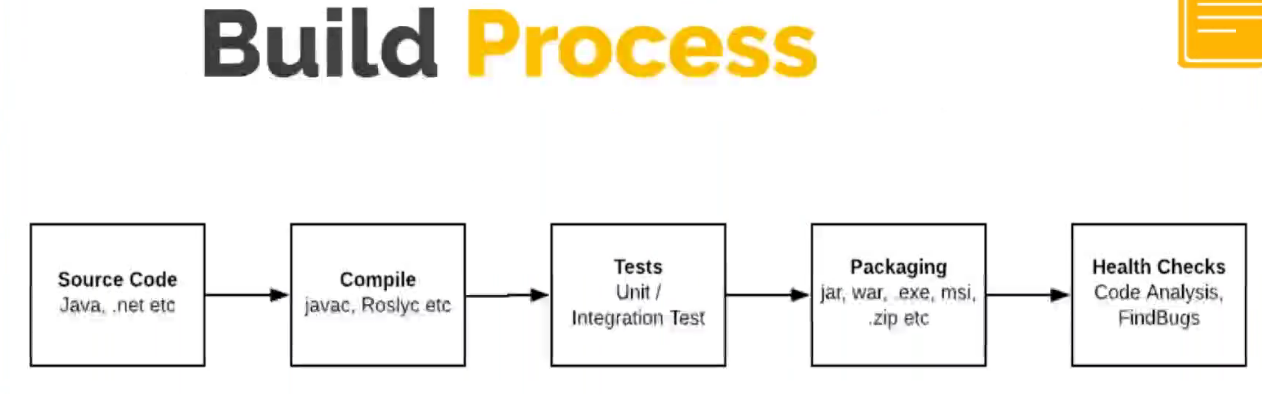 Build Process
Source Code
Java, .net etc
Compile
javac, Roslyc etc
Tests
Unit /
Integration Test
Packaging
jar, war, .exe, msi,
.zip etc
Health Checks
Code Analysis,
FindBugs